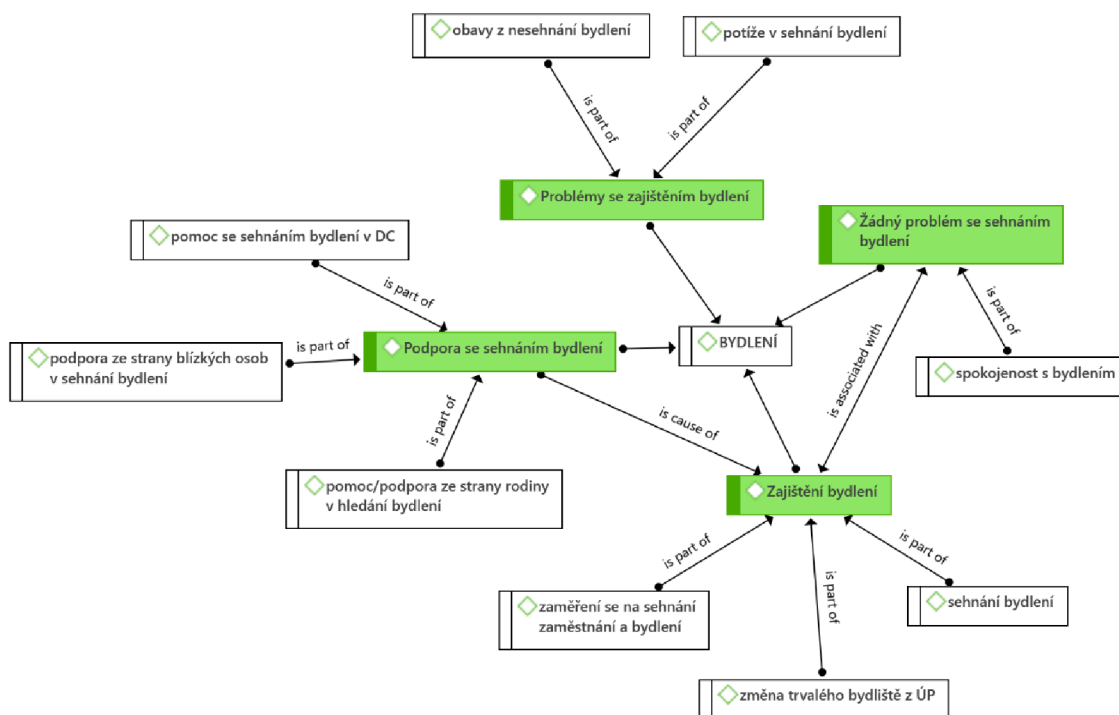 obavy z nesehnání bydlení
potíže v sehnání bydlení
is part of
is part of
Problémy se zajištěním bydlení
Žádný problém se sehnáním
bydlení
pomoc se sehnáním bydlení v DC
is part of
is part of
is part of
podpora ze strany blízkých osob
v sehnání bydlení
Podpora se sehnáním bydlení
BYDLENÍ
is associated with
spokojenost s bydlením
is part of
is cause of
pomoc/podpora ze strany rodiny
v hledání bydlení
Zajištění bydlení
is part of
is part of
is part of
zaměření se na sehnání
zaměstnání a bydlení
sehnání bydlení
změna trvalého bydliště z ÚP